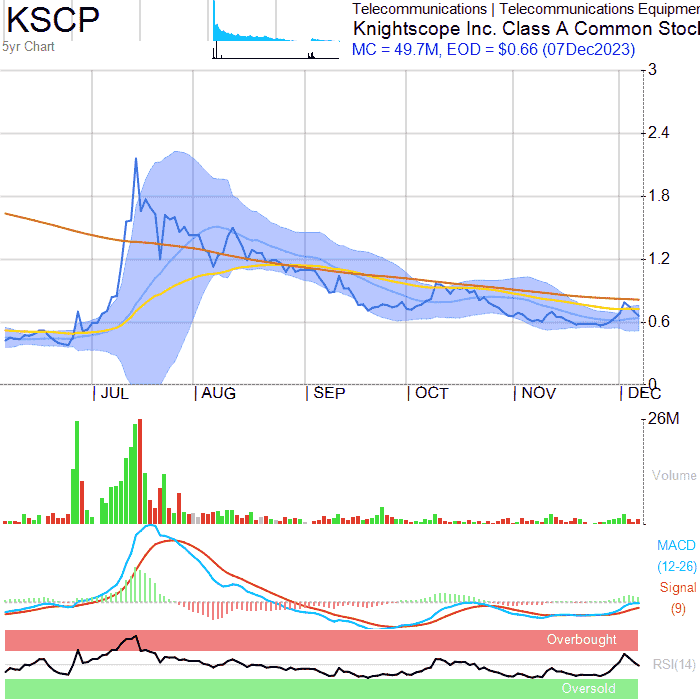 KSCP
5yr Chart
Telecommunications | Telecommunications Equipmen
Knightscope Inc. Class A Common Stock
MC = 49.7M, EOD = $0.66 (07Dec2023)
3
2.4
1.8
1.2
0.6
0
JUL AUG SEP OCT NOV DEC
26M
Volume
MACD
(12-26)
Signal
(9)
Overbought
RSI(14)
Oversold